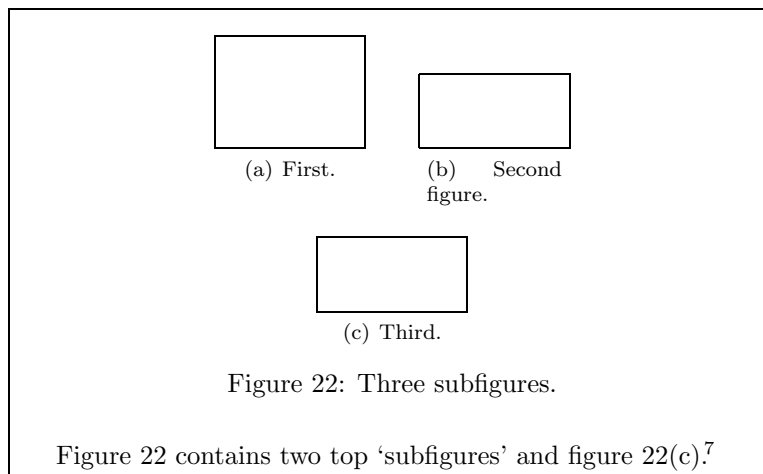 (a) First.
(b) Second
figure.
(c) Third.
Figure 22: Three subfigures.
Figure 22 contains two top ‘subfigures’ and figure 22(c).7